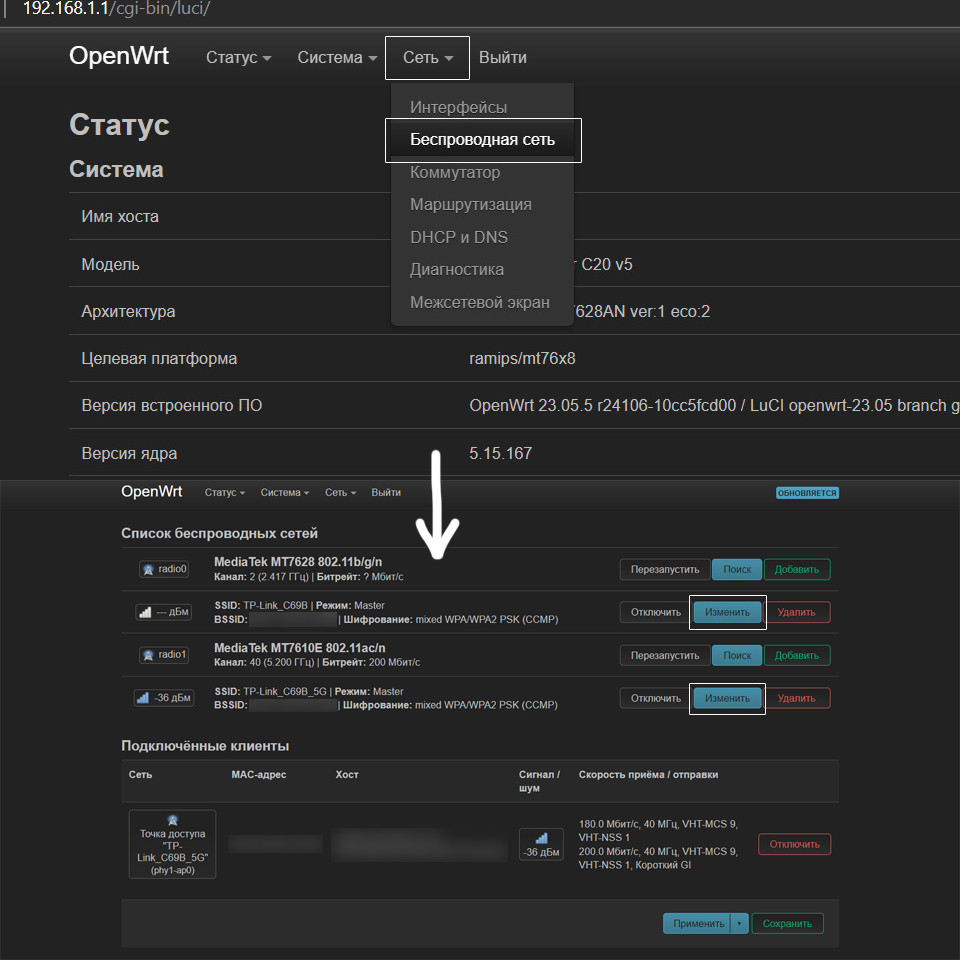 192.168.1.1/cgi-bin/luci/
OpenWrt Статус Система Сеть Выйти
Интерфейсы
Беспроводная сеть
Коммутатор
Маршрутизация
DHCP и DNS
Диагностика
Межсетевой экран
Статус
Система
Имя хоста
Модель r C20 v5
Архитектура 7628AN ver:1 eco:2
Целевая платформа ramips/mt76x8
Версия встроенного ПО OpenWrt 23.05.5 r24106-10cc5fcd00 / LuCI openwrt-23.05 branch g
Версия ядра 5.15.167
OpenWrt Статус Система Сеть Выйти ОБНОВЛЯЕТСЯ
Список беспроводных сетей
radio0 MediaTek MT7628 802.11b/g/n Перезапустить Поиск Добавить
Канал: 2 (2.417 ГГц) | Битрейт: ? Мбит/с
--- дБм SSID: TP-Link_C69B | Режим: Master Отключить Изменить Удалить
BSSID: | Шифрование: mixed WPA/WPA2 PSK (CCMP)
radio1 MediaTek MT7610E 802.11ac/n Перезапустить Поиск Добавить
Канал: 40 (5.200 ГГц) | Битрейт: 200 Мбит/с
-36 дБм SSID: TP-Link_C69B_5G | Режим: Master Отключить Изменить Удалить
BSSID: | Шифрование: mixed WPA/WPA2 PSK (CCMP)
Подключённые клиенты
Сеть MAC-адрес Хост Сигнал / шум Скорость приёма / отправки
Точка доступа
"TP-
Link_C69B_5G"
(phy1-ap0)
-36 дБм
180.0 Мбит/с, 40 МГц, VHT-MCS 9,
VHT-NSS 1
200.0 Мбит/с, 40 МГц, VHT-MCS 9,
VHT-NSS 1, Короткий GI
Отключить
Применить Сохранить